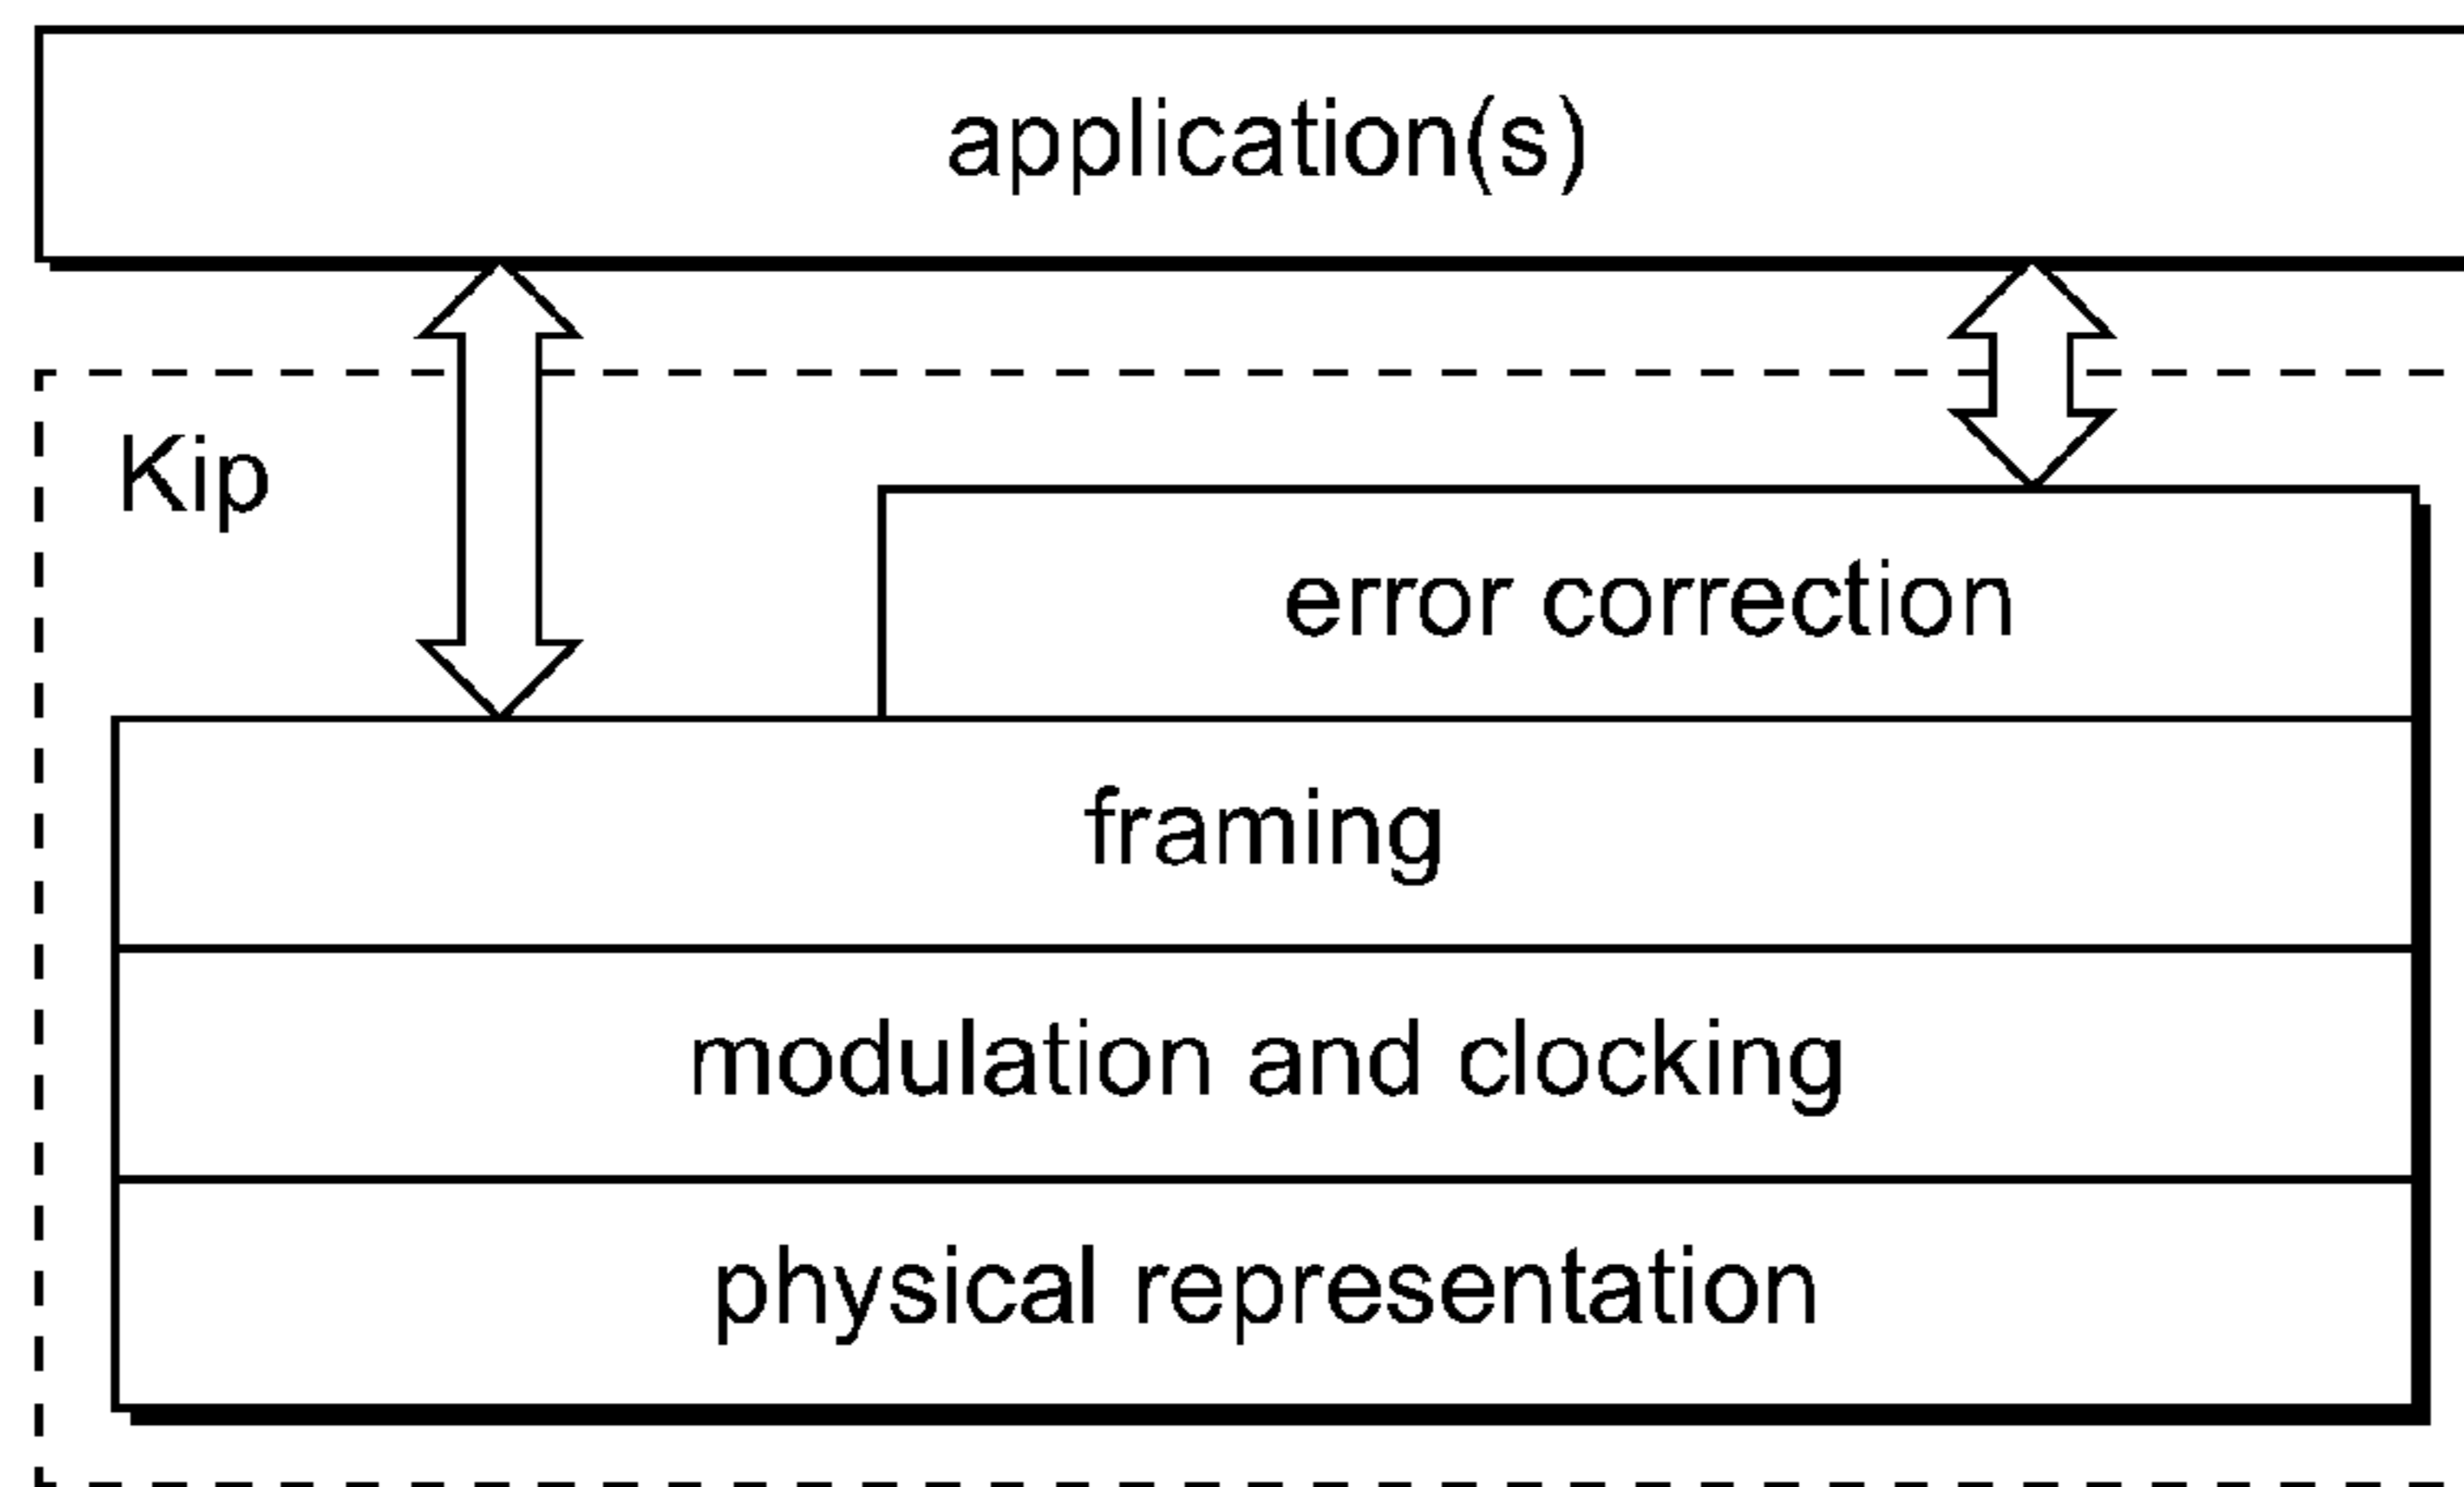 application(s)
Kip
error correction
framing
modulation and clocking
physical representation